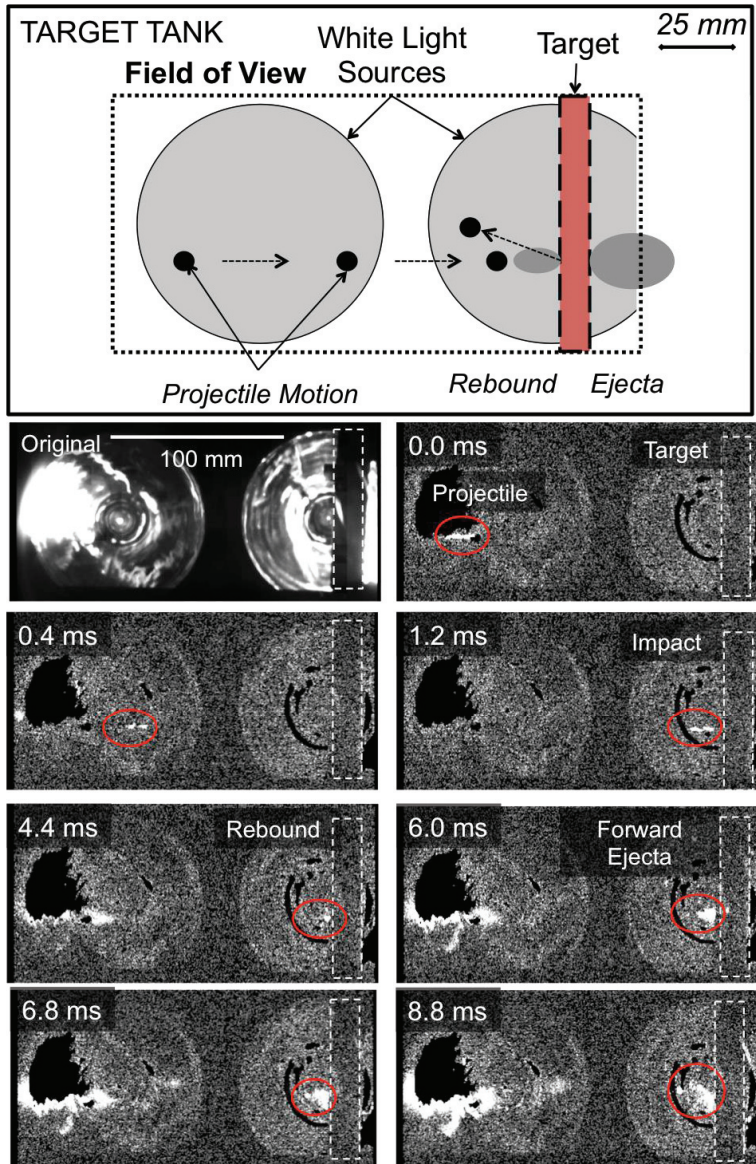 TARGET TANK
White Light
Sources
Target
25 mm
Field of View
Projectile Motion
Rebound
Ejecta
Original
100 mm
0.0 ms
Target
Projectile
0.4 ms
1.2 ms
Impact
4.4 ms
Rebound
6.0 ms
Forward
Ejecta
6.8 ms
8.8 ms